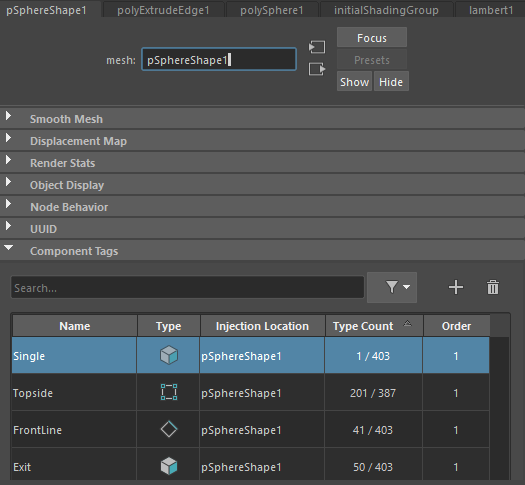 pSphereShape1 polyExtrudeEdge1 polySphere1 initialShadingGroup lambert1
Focus
mesh: pSphereShape1
Presets
Show Hide
Smooth Mesh
Displacement Map
Render Stats
Object Display
Node Behavior
UUID
Component Tags
Search...
Name Type Injection Location Type Count Order
Single pSphereShape1 1 / 403 1
Topside pSphereShape1 201 / 387 1
FrontLine pSphereShape1 41 / 403 1
Exit pSphereShape1 50 / 403 1